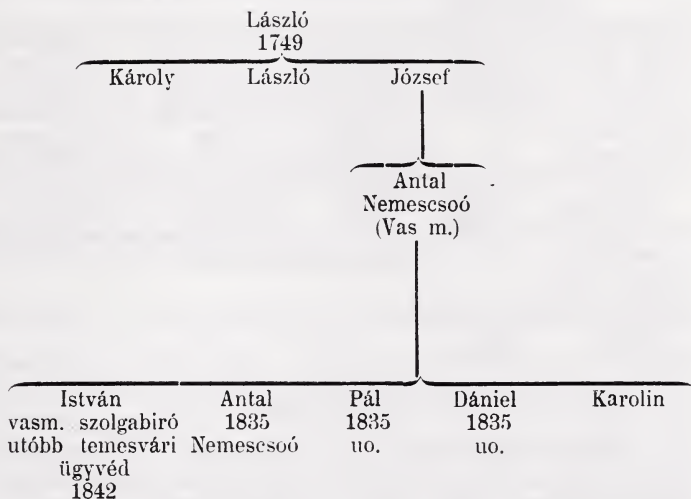 László
1749
Károly László József
Antal
Nemescsoó
(Vas m.)
István Antal Pál Dániel Karolin
vasm. szolgabiró 1835 1835 1835
utóbb temesvári Nemescsoó uo. uo.
ügyvéd
1842